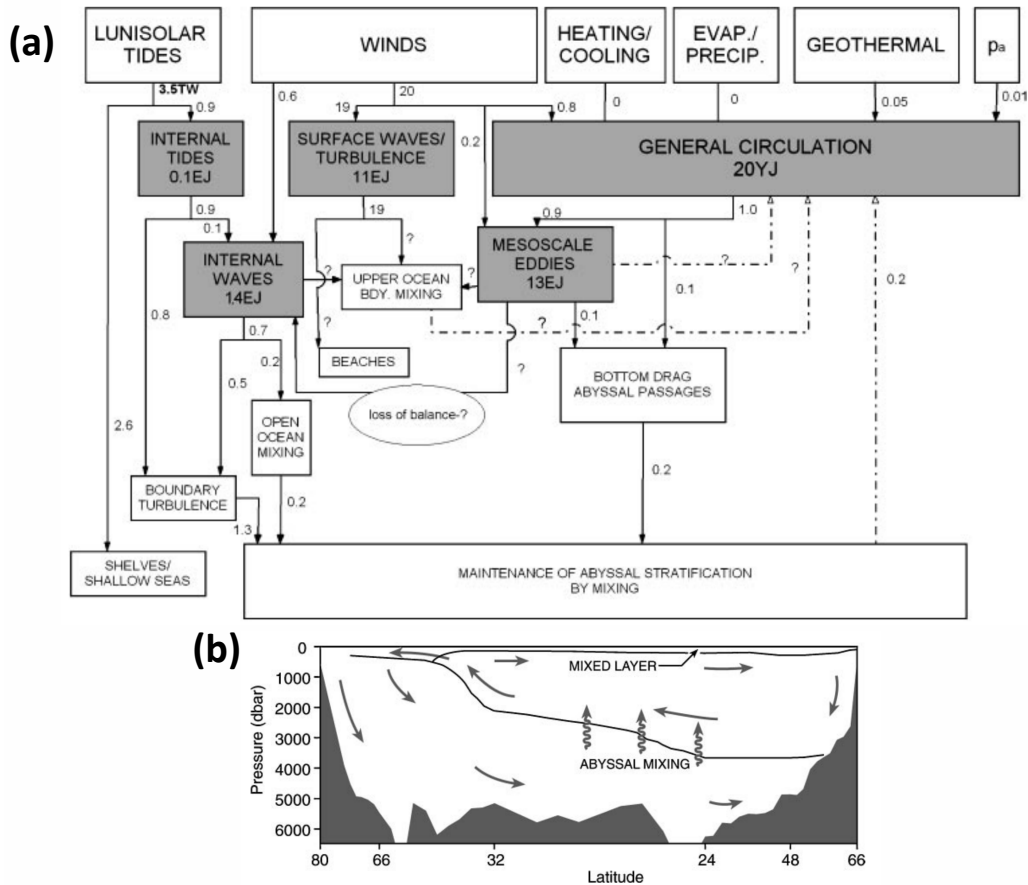 (a)
LUNISOLAR
TIDES
WINDS
HEATING/
COOLING
EVAP./
PRECIP.
GEOTHERMAL
pa
3.5TW
0.9
0.6
20
19
0.2
0.8
0
0
0.05
0.01
INTERNAL
TIDES
0.1EJ
SURFACE WAVES/
TURBULENCE
11EJ
GENERAL CIRCULATION
20YJ
0.9
0.1
19
?
0.9
1.0
INTERNAL
WAVES
1.4EJ
?
UPPER OCEAN
BDY. MIXING
?
MESOSCALE
EDDIES
13EJ
?
?
0.2
0.8
0.7
0.2
?
?
0.1
0.1
BEACHES
?
BOTTOM DRAG
ABYSSAL PASSAGES
0.5
2.6
OPEN
OCEAN
MIXING
loss of balance-?
BOUNDARY
TURBULENCE
1.3
0.2
0.2
SHELVES/
SHALLOW SEAS
MAINTENANCE OF ABYSSAL STRATIFICATION
BY MIXING
(b)
Pressure (dbar)
0
1000
2000
3000
4000
5000
6000
MIXED LAYER
ABYSSAL MIXING
80 66 32 24 48 66
Latitude